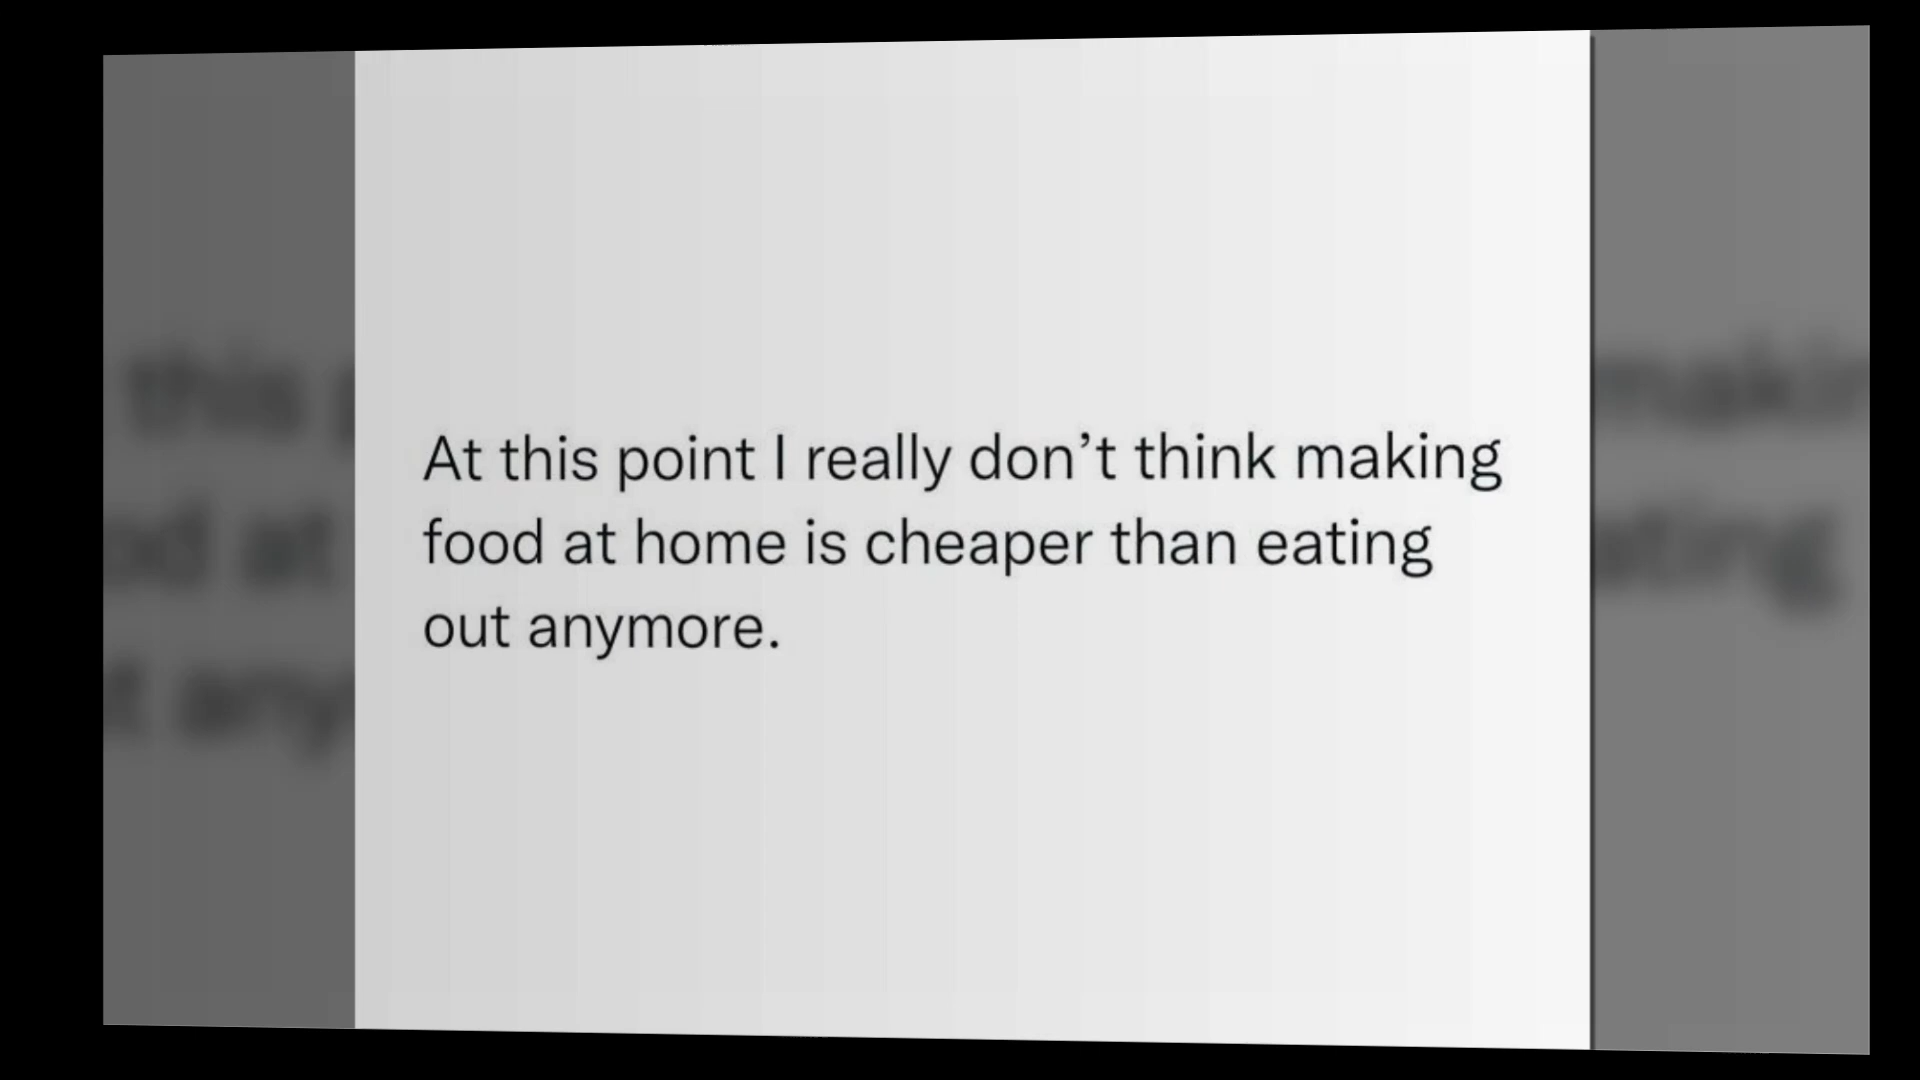 At this point I really don’t think making
food at home is cheaper than eating
out anymore.